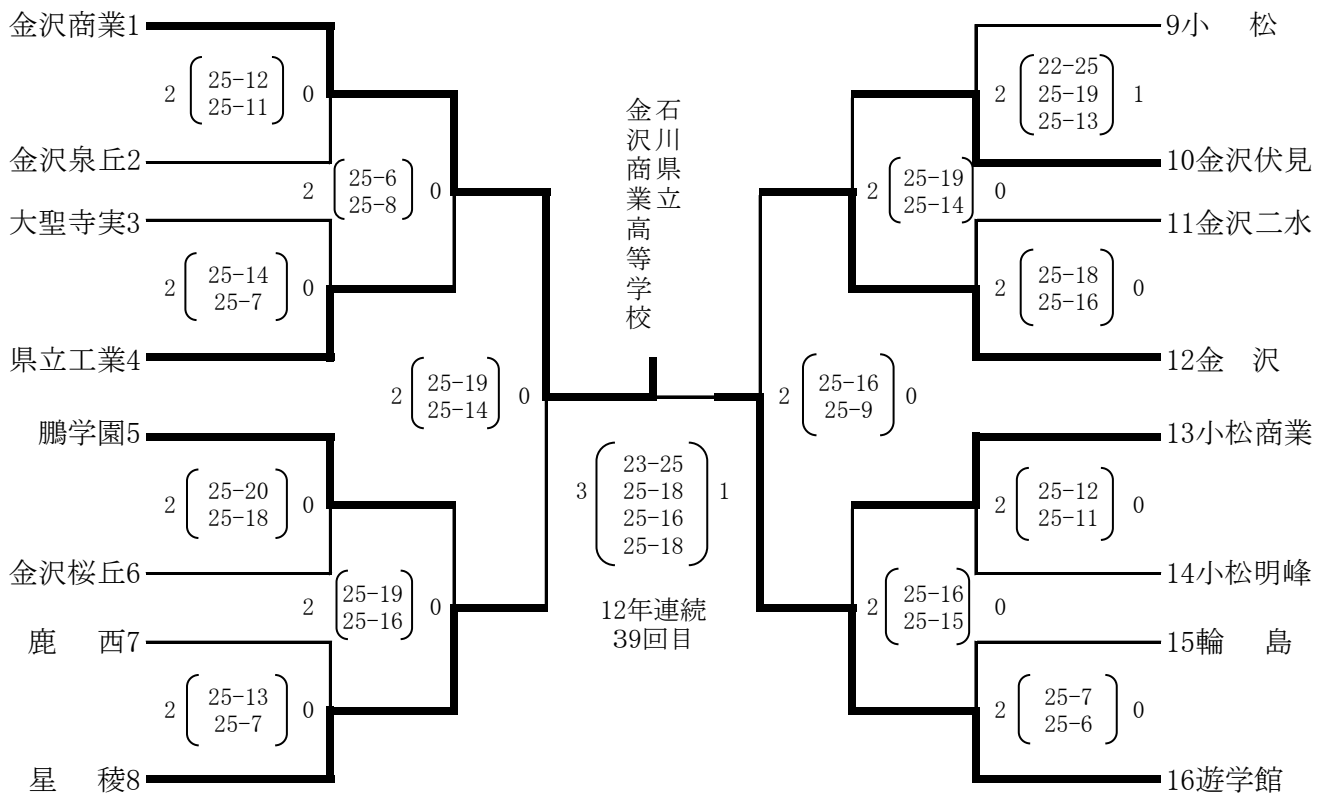 金沢商業1
2 25-12 0
25-11
金沢泉丘2
2 25-6 0
25-8
大聖寺実3
2 25-14 0
25-7
県立工業4
2 25-19 0
25-14
鵬学園5
2 25-20 0
25-18
金沢桜丘6
2 25-19 0
25-16
鹿 西7
2 25-13 0
25-7
星 稜8
石川県立
金沢商業高等学校
3 23-25 1
25-18
25-16
25-18
12年連続
39回目
9小 松
22-25
2 25-19 1
25-13
10金沢伏見
2 25-19 0
25-14
11金沢二水
2 25-18 0
25-16
12金 沢
2 25-16 0
25-9
13小松商業
2 25-12 0
25-11
14小松明峰
2 25-16 0
25-15
15輪 島
2 25-7 0
25-6
16遊学館